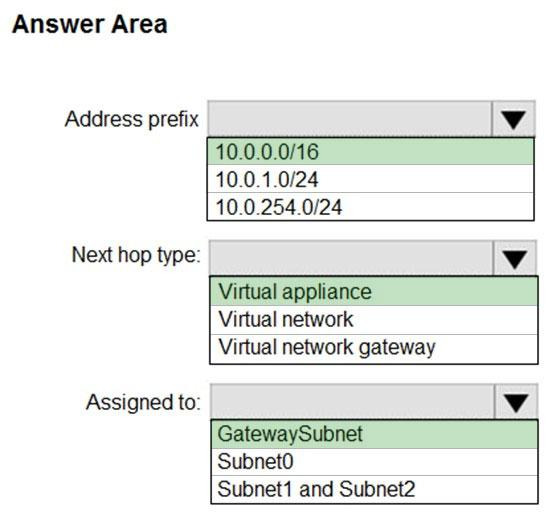 Answer Area
Address prefix
10.0.0.0/16
10.0.1.0/24
10.0.254.0/24
Next hop type:
Virtual appliance
Virtual network
Virtual network gateway
Assigned to:
GatewaySubnet
Subnet0
Subnet1 and Subnet2